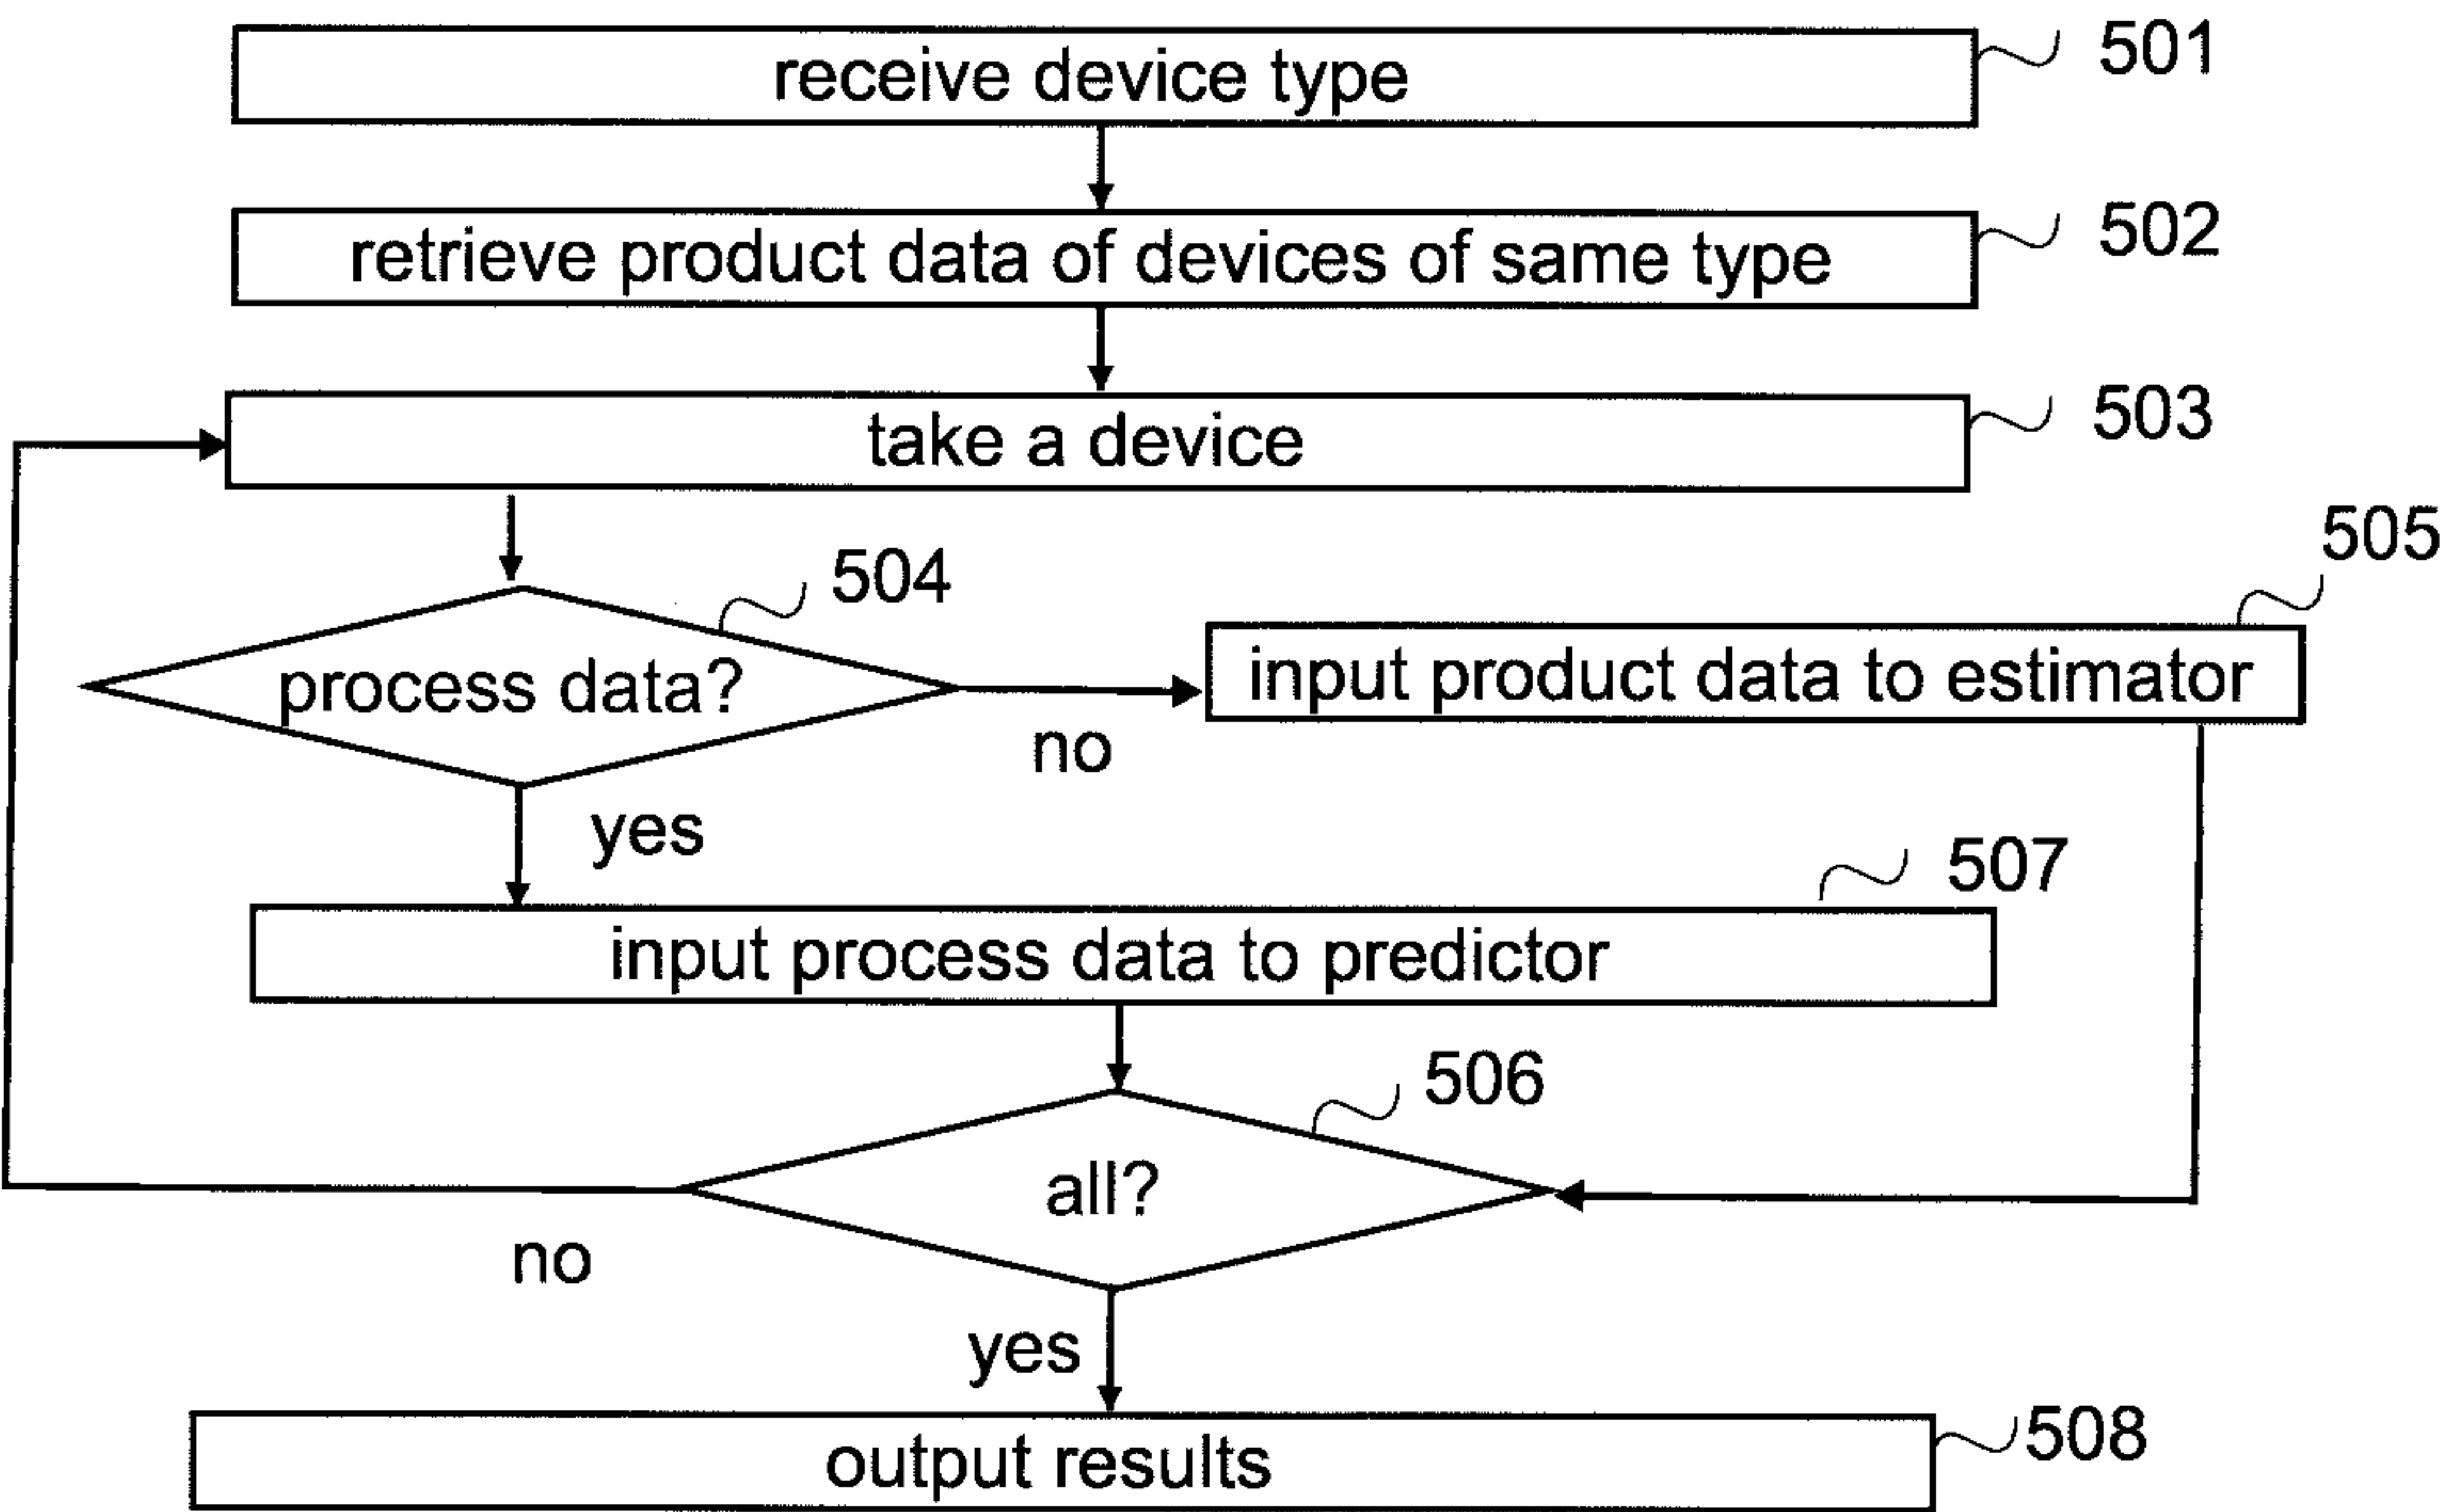 receive device type 501
retrieve product data of devices of same type 502
take a device 503
505
504
process data? input product data to estimator
no
yes
507
input process data to predictor
506
all?
no
yes
output results 508